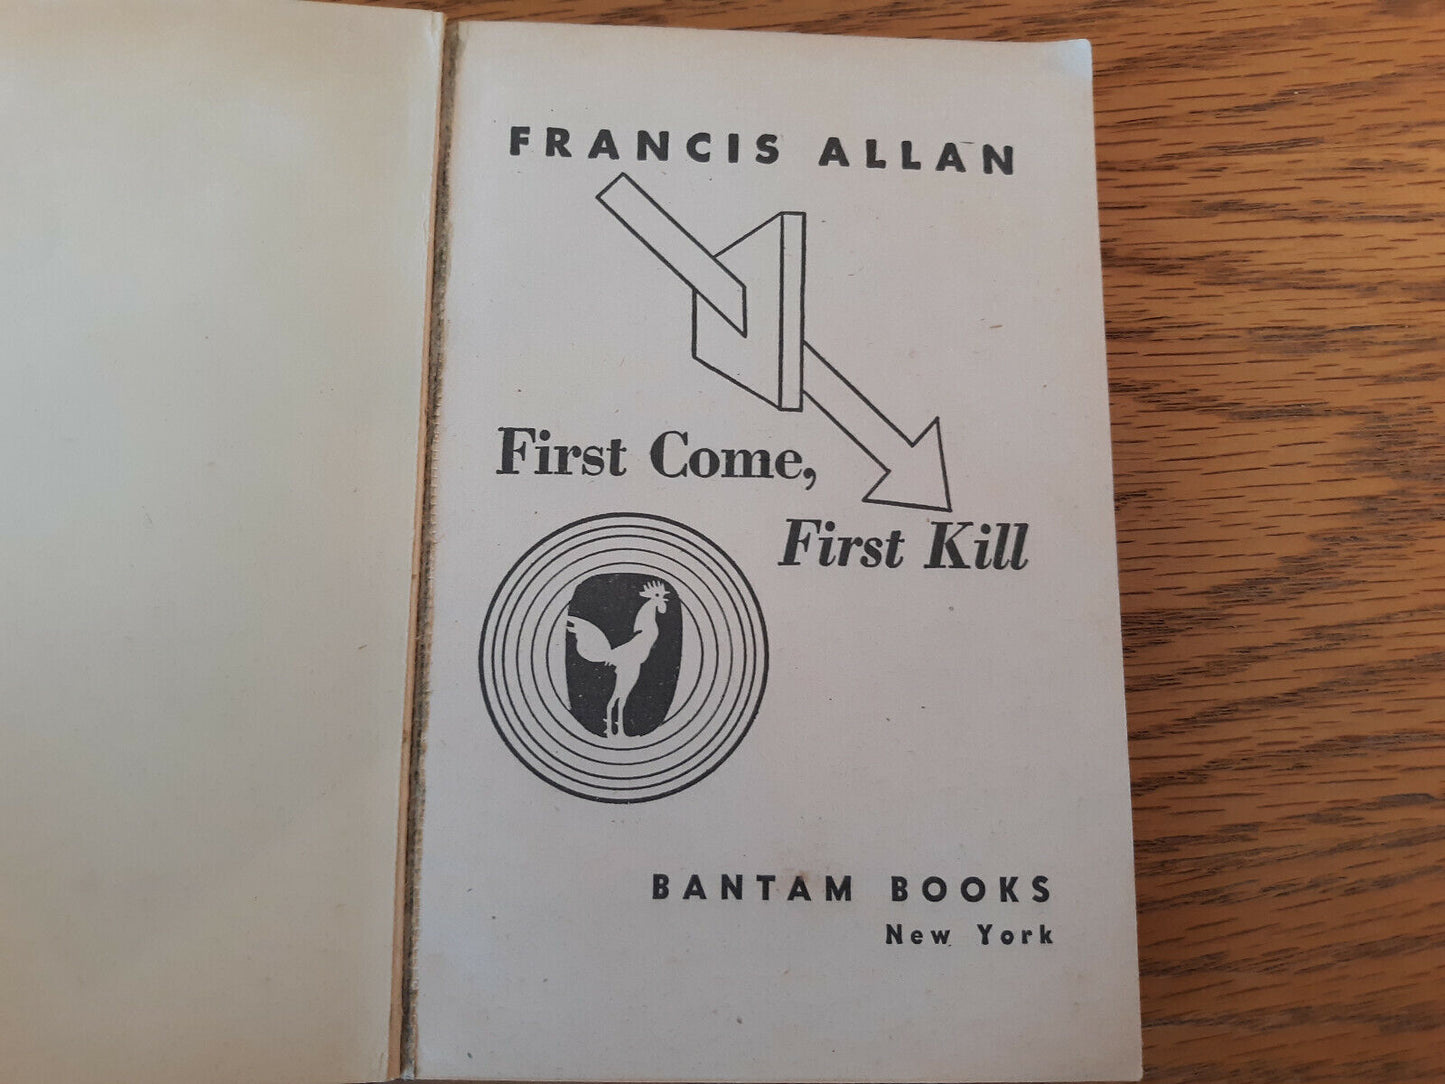 FRANCIS ALLAN
First Come,
First Kill
BANTAM BOOKS
New York